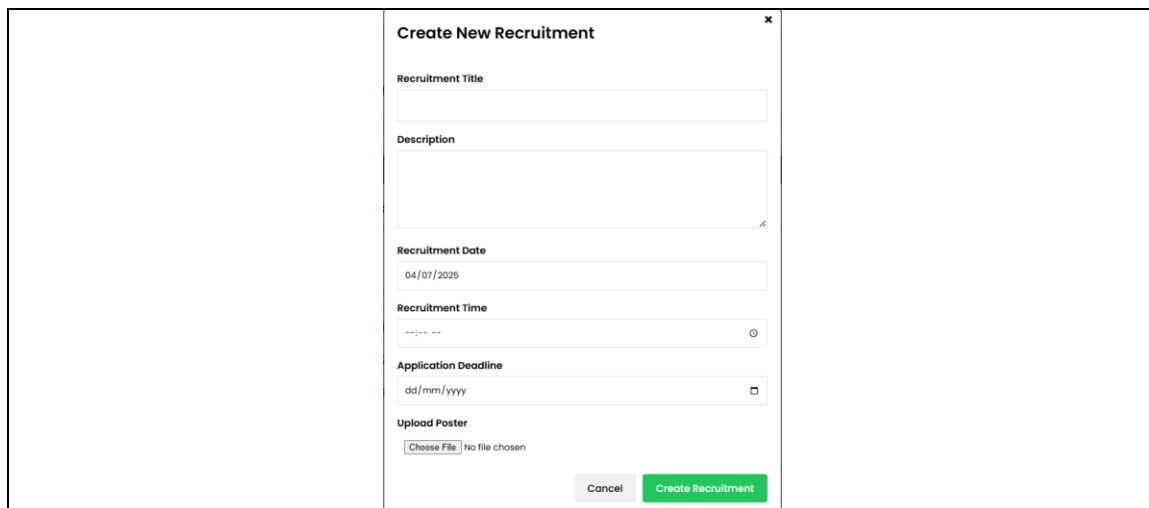 Create New Recruitment
Recruitment Title
Description
Recruitment Date
04/07/2025
Recruitment Time
--:-- --
Application Deadline
dd/mm/yyyy
Upload Poster
Choose File No file chosen
Cancel Create Recruitment